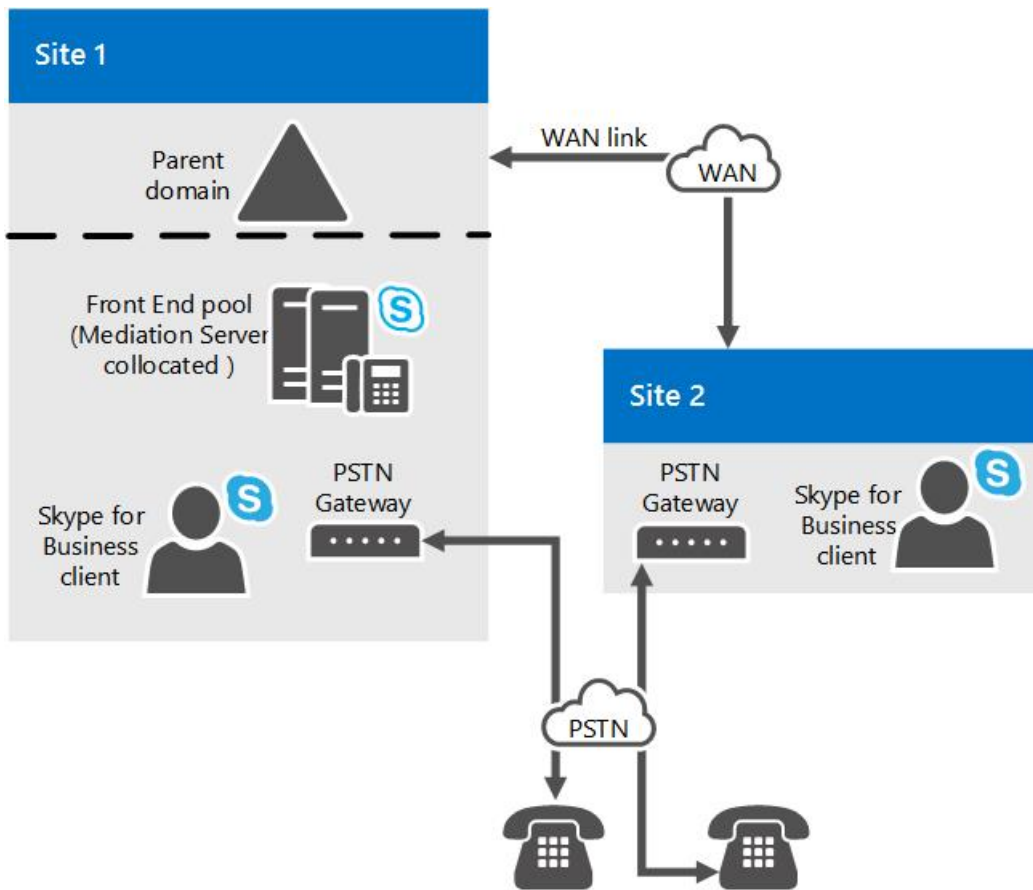 Site 1
Parent
domain
WAN link
WAN
Front End pool
(Mediation Server
collocated )
S
Site 2
Skype for
Business
client
S
PSTN
Gateway
PSTN
Gateway
Skype for
Business
client
S
PSTN